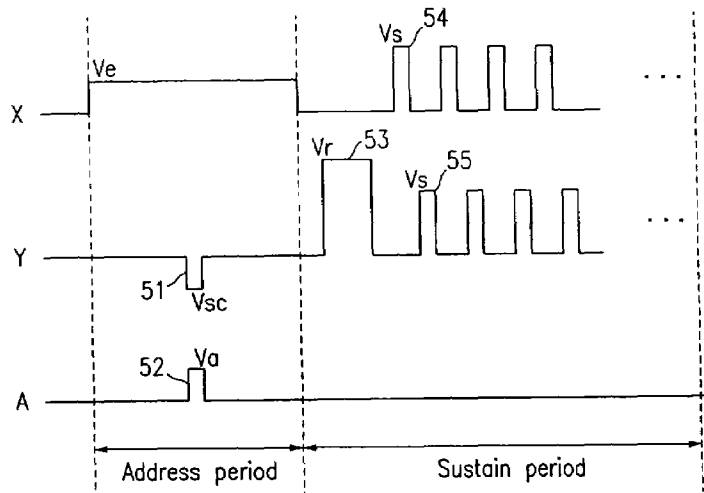 Vs 54
Ve
X
Vr 53
Vs 55
Y
51
Vsc
52 Va
A
Address period
Sustain period
...
...